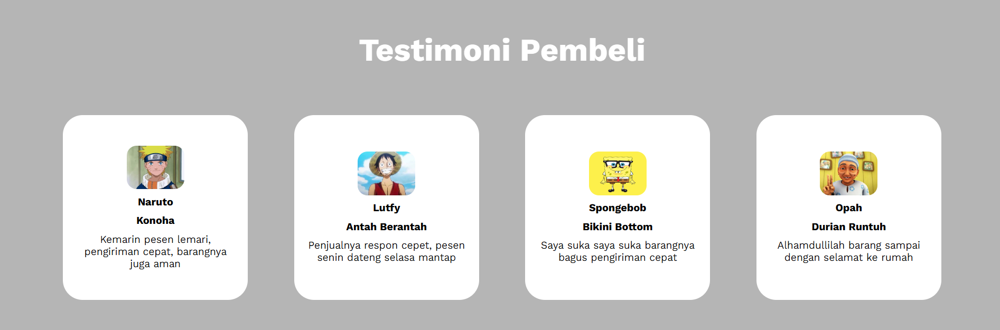 Testimoni Pembeli
Naruto
Konoha
Kemarin pesen lemari,
pengiriman cepat, barangnya
juga aman
Lutfy
Antah Berantah
Penjualnya respon cepet, pesen
senin dateng selasa mantap
Spongebob
Bikini Bottom
Saya suka saya suka barangnya
bagus pengiriman cepat
Opah
Durian Runtuh
Alhamdullilah barang sampai
dengan selamat ke rumah